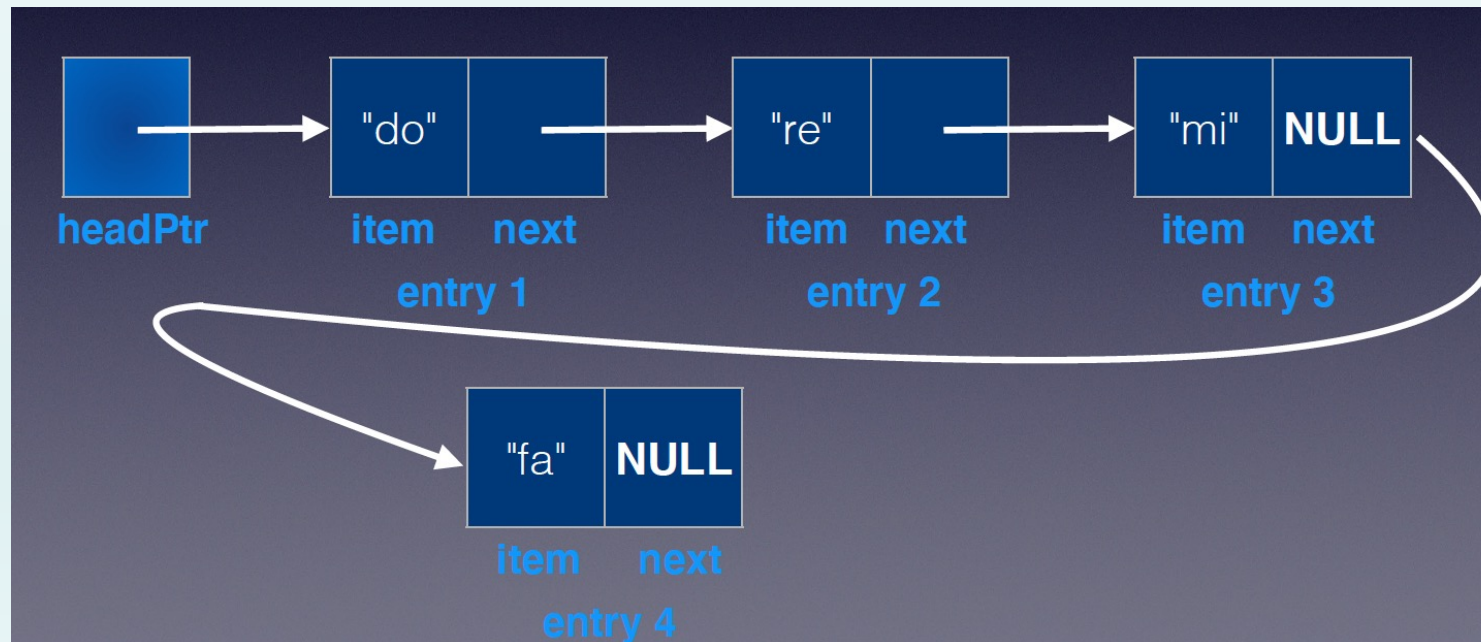 "do" "re" "mi" NULL
headPtr item next item next item next
entry 1 entry 2 entry 3
"fa" NULL
item next
entry 4